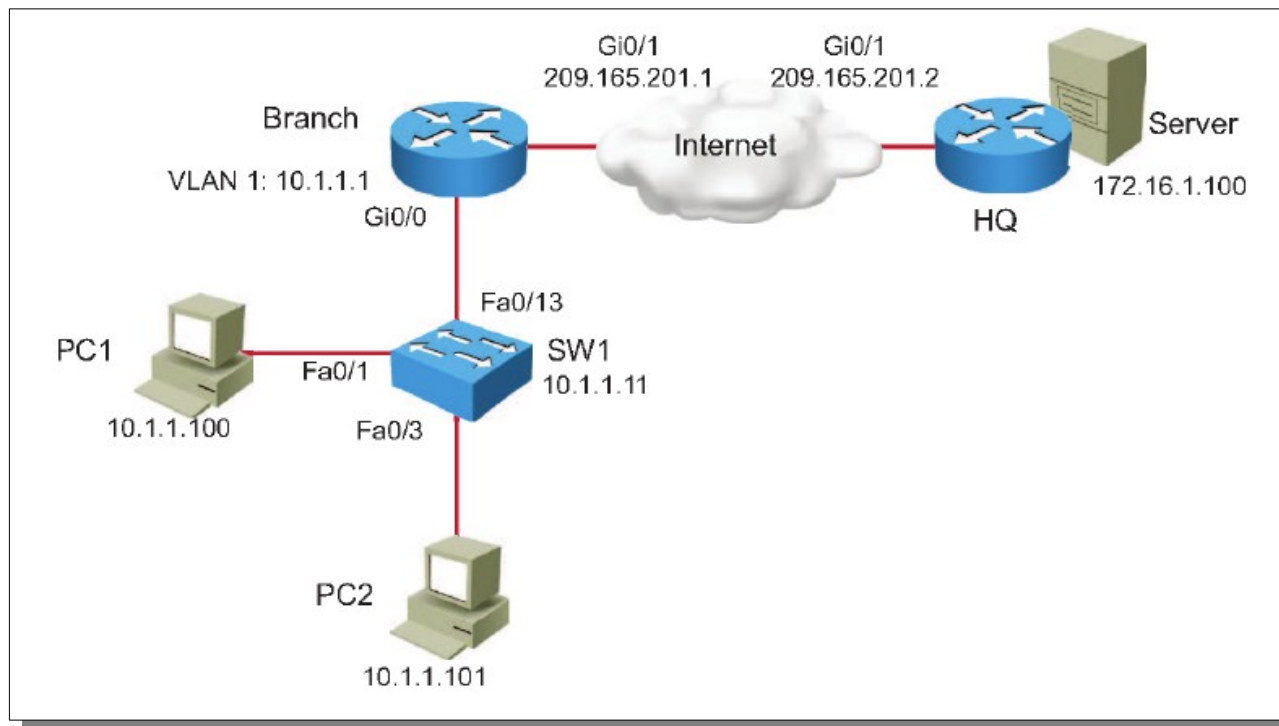 Gi0/1
209.165.201.1
Gi0/1
209.165.201.2
Branch
Internet
Server
VLAN 1: 10.1.1.1
172.16.1.100
Gi0/0
HQ
Fa0/13
PC1
Fa0/1
SW1
10.1.1.11
10.1.1.100
Fa0/3
PC2
10.1.1.101